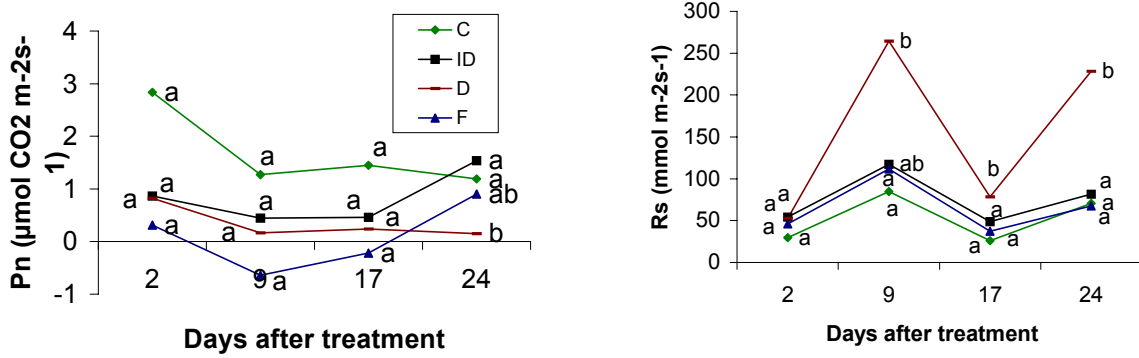 Pn (µmol CO2 m-2s-
1)
4
3
2
1
0
-1
C
ID
D
F
a
a
a
a
a
a
a
a
a
a
a
a
a
a
ab
b
2
9
17
24
Days after treatment
Rs (mmol m-2s-1)
300
250
200
150
100
50
0
b
b
b
ab
a
a
a
a
a
a
a
a
a
a
a
2
9
17
24
Days after treatment